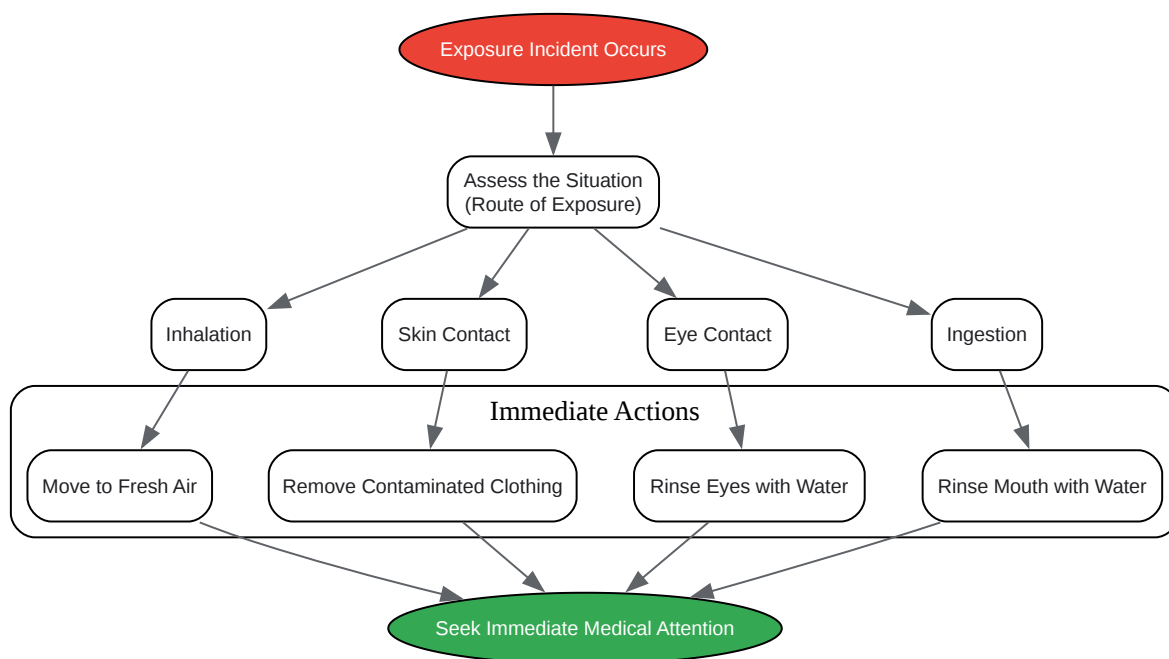 Exposure Incident Occurs
Assess the Situation
(Route of Exposure)
Inhalation
Skin Contact
Eye Contact
Ingestion
Immediate Actions
Move to Fresh Air
Remove Contaminated Clothing
Rinse Eyes with Water
Rinse Mouth with Water
Seek Immediate Medical Attention